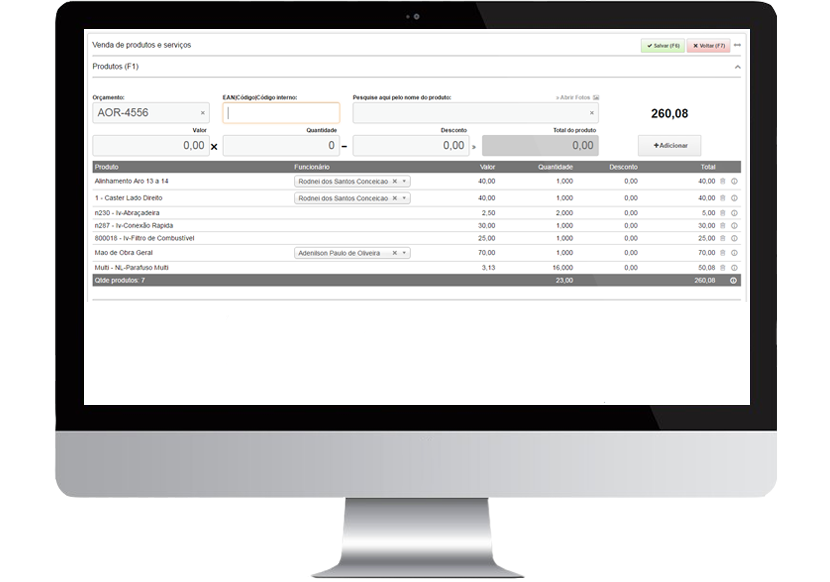 Venda de produtos e serviços
Salvar (F6) Voltar (F7)
Produtos (F1)
Orçamento: EAN|Código|Código interno: Pesquise aqui pelo nome do produto: Abrir Fotos
AOR-4556 260,08
Valor Quantidade Desconto Total do produto
0,00 0 0,00 0,00 Adicionar
Produto Funcionário Valor Quantidade Desconto Total
Alinhamento Aro 13 a 14 Rodnei dos Santos Conceicao 40,00 1,000 0,00 40,00
1 - Caster Lado Direito Rodnei dos Santos Conceicao 40,00 1,000 0,00 40,00
n230 - Iv-Abraçadeira 2,50 2,000 0,00 5,00
n287 - Iv-Conexão Rapida 30,00 1,000 0,00 30,00
800018 - Iv-Filtro de Combustível 25,00 1,000 0,00 25,00
Mao de Obra Geral Adenilson Paulo de Oliveira 70,00 1,000 0,00 70,00
Multi - NL-Parafuso Multi 3,13 16,000 0,00 50,08
Qtde produtos: 7 23,00 260,08